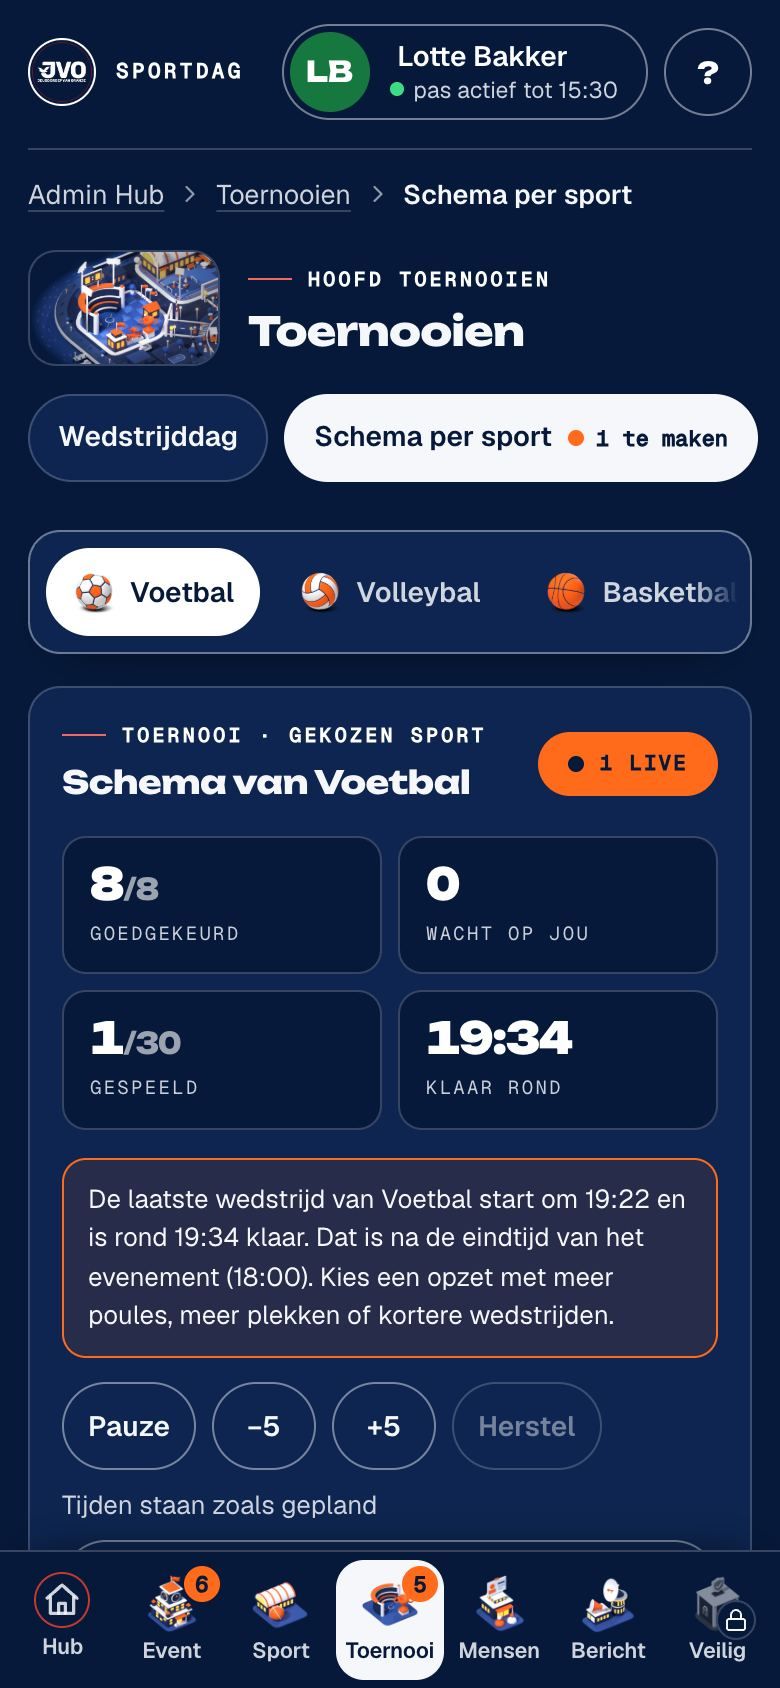 JVO
SPORTDAG
LB
Lotte Bakker
pas actief tot 15:30
?
Admin Hub > Toernooien > Schema per sport
HOOFD TOERNOOIEN
Toernooien
Wedstrijddag
Schema per sport
1 te maken
Voetbal
Volleybal
Basketbal
TOERNOOI · GEKOZEN SPORT
Schema van Voetbal
1 LIVE
8/8
GOEDGEKEURD
0
WACHT OP JOU
1/30
GESPEELD
19:34
KLAAR ROND
De laatste wedstrijd van Voetbal start om 19:22 en
is rond 19:34 klaar. Dat is na de eindtijd van het
evenement (18:00). Kies een opzet met meer
poules, meer plekken of kortere wedstrijden.
Pauze
−5
+5
Herstel
Tijden staan zoals gepland
Hub
6
Event
Sport
5
Toernooi
Mensen
Bericht
Veilig